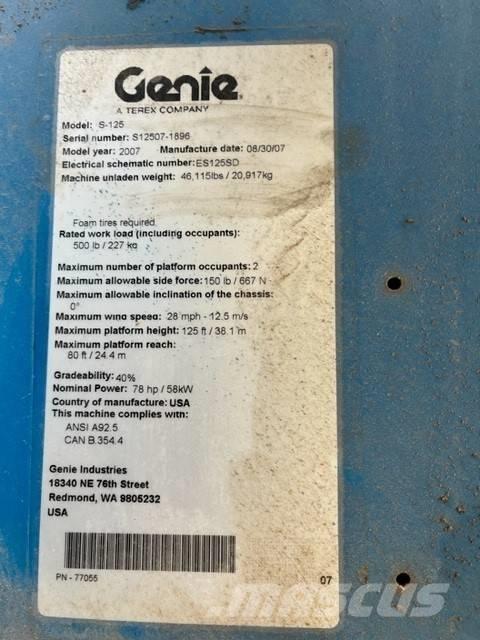 Genie
A TEREX COMPANY
Model: S-125
Serial number: S12507-1896
Model year: 2007 Manufacture date: 08/30/07
Electrical schematic number: ES125SD
Machine unladen weight: 46,115lbs / 20,917kg
Foam tires required
Rated work load (including occupants):
500 lb / 227 kg
Maximum number of platform occupants: 2
Maximum allowable side force: 150 lb / 667 N
Maximum allowable inclination of the chassis:
0°
Maximum wind speed: 28 mph - 12.5 m/s
Maximum platform height: 125 ft / 38.1 m
Maximum platform reach:
80 ft / 24.4 m
Gradeability: 40%
Nominal Power: 78 hp / 58kW
Country of manufacture: USA
This machine complies with:
ANSI A92.5
CAN B.354.4
Genie Industries
18340 NE 76th Street
Redmond, WA 9805232
USA
PN - 77055 07
MASCUS